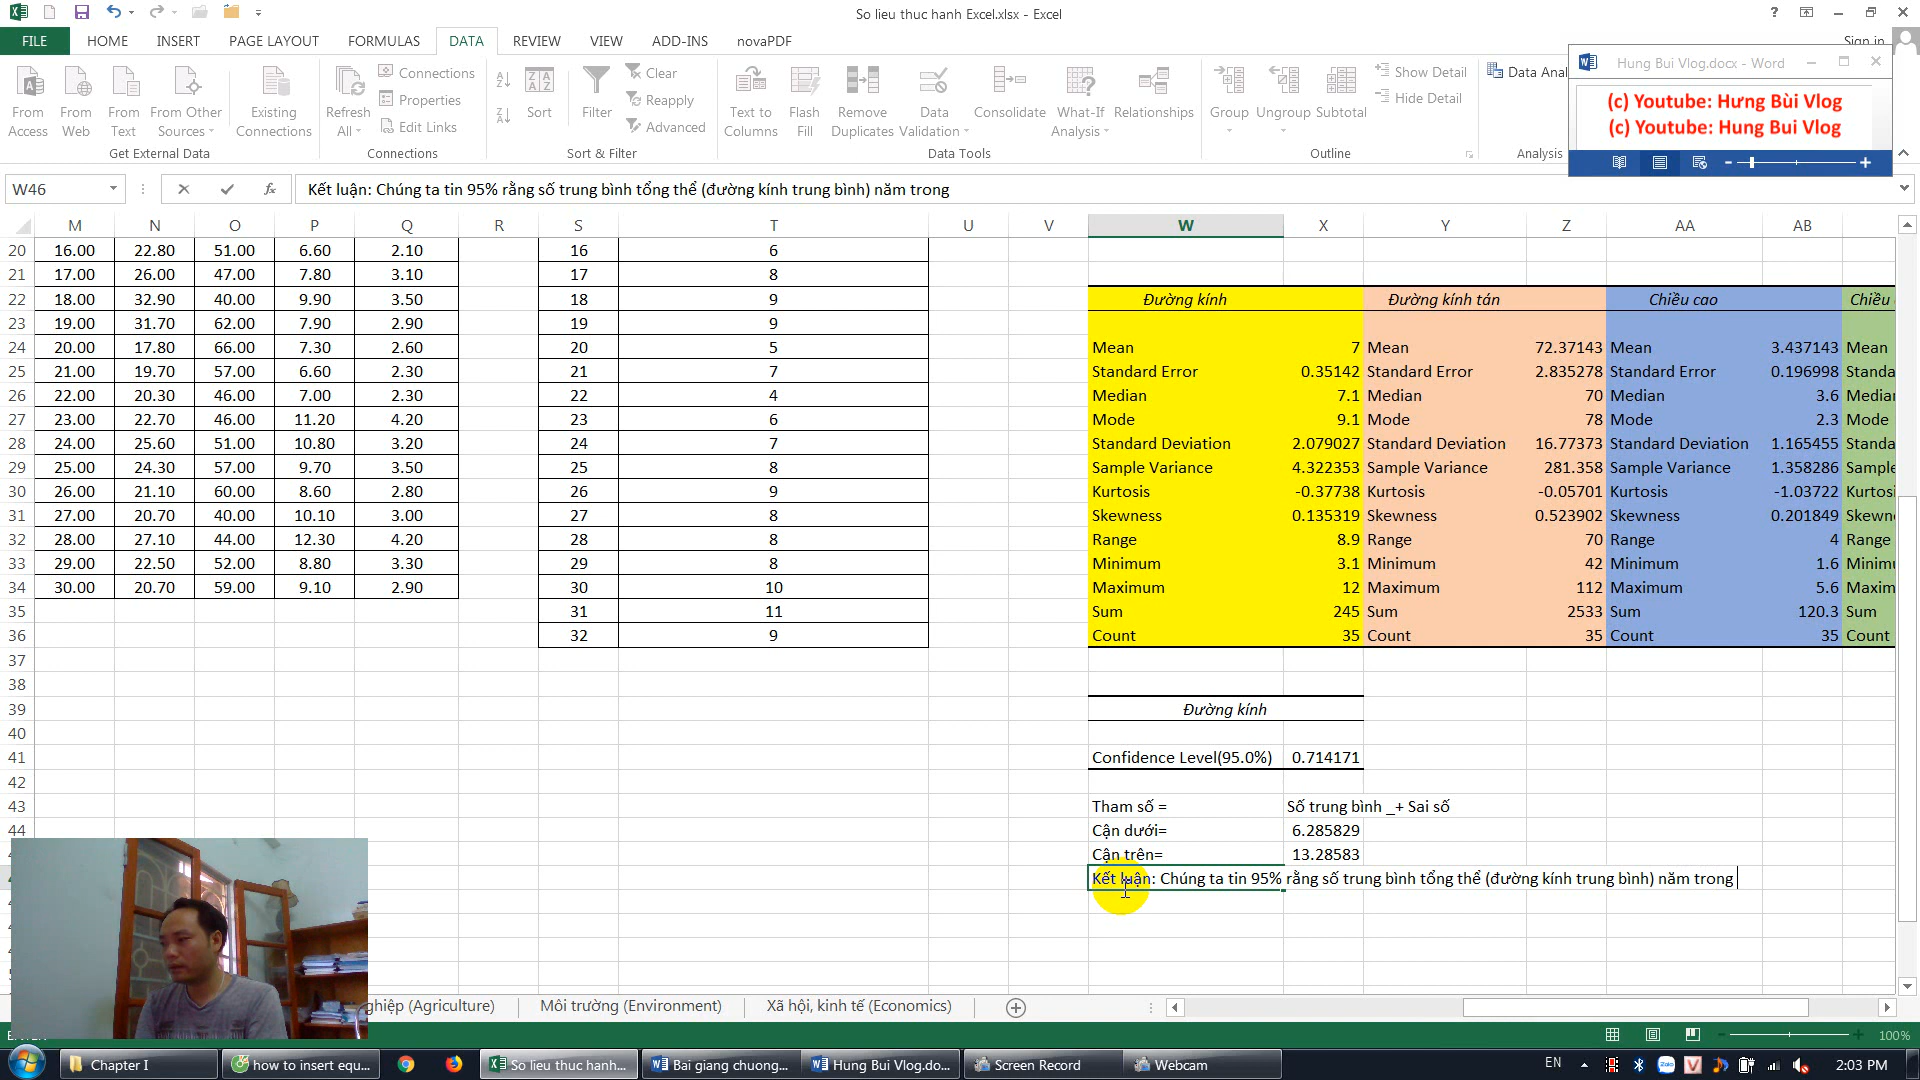 So lieu thuc hanh Excel.xlsx - Excel
FILE HOME INSERT PAGE LAYOUT FORMULAS DATA REVIEW VIEW ADD-INS novaPDF Sign in
Hung Bui Vlog.docx - Word
(c) Youtube: Hưng Bùi Vlog
(c) Youtube: Hung Bui Vlog
From Access From Web From Text From Other Sources Existing Connections Refresh All Connections Properties Edit Links Sort Filter Clear Reapply Advanced Text to Columns Flash Fill Remove Duplicates Data Validation Consolidate What-If Analysis Relationships Group Ungroup Subtotal Show Detail Hide Detail Data Anal
Get External Data Connections Sort & Filter Data Tools Outline Analysis
W46 fx Kết luận: Chúng ta tin 95% rằng số trung bình tổng thể (đường kính trung bình) năm trong
M N O P Q R S T U V W X Y Z AA AB
20 16.00 22.80 51.00 6.60 2.10 16 6
21 17.00 26.00 47.00 7.80 3.10 17 8
22 18.00 32.90 40.00 9.90 3.50 18 9 Đường kính Đường kính tán Chiều cao Chiều
23 19.00 31.70 62.00 7.90 2.90 19 9
24 20.00 17.80 66.00 7.30 2.60 20 5 Mean 7 Mean 72.37143 Mean 3.437143 Mean
25 21.00 19.70 57.00 6.60 2.30 21 7 Standard Error 0.35142 Standard Error 2.835278 Standard Error 0.196998 Standa
26 22.00 20.30 46.00 7.00 2.30 22 4 Median 7.1 Median 70 Median 3.6 Median
27 23.00 22.70 46.00 11.20 4.20 23 6 Mode 9.1 Mode 78 Mode 2.3 Mode
28 24.00 25.60 51.00 10.80 3.20 24 7 Standard Deviation 2.079027 Standard Deviation 16.77373 Standard Deviation 1.165455 Standa
29 25.00 24.30 57.00 9.70 3.50 25 8 Sample Variance 4.322353 Sample Variance 281.358 Sample Variance 1.358286 Sample
30 26.00 21.10 60.00 8.60 2.80 26 9 Kurtosis -0.37738 Kurtosis -0.05701 Kurtosis -1.03722 Kurtosi
31 27.00 20.70 40.00 10.10 3.00 27 8 Skewness 0.135319 Skewness 0.523902 Skewness 0.201849 Skewn
32 28.00 27.10 44.00 12.30 4.20 28 8 Range 8.9 Range 70 Range 4 Range
33 29.00 22.50 52.00 8.80 3.30 29 8 Minimum 3.1 Minimum 42 Minimum 1.6 Minimu
34 30.00 20.70 59.00 9.10 2.90 30 10 Maximum 12 Maximum 112 Maximum 5.6 Maxim
35 31 11 Sum 245 Sum 2533 Sum 120.3 Sum
36 32 9 Count 35 Count 35 Count 35 Count
37
38
39 Đường kính
40
41 Confidence Level(95.0%) 0.714171
42
43 Tham số = Số trung bình _+ Sai số
44 Cận dưới= 6.285829
Cận trên= 13.28583
Kết luận: Chúng ta tin 95% rằng số trung bình tổng thể (đường kính trung bình) năm trong
ghiệp (Agriculture) Môi trường (Environment) Xã hội, kinh tế (Economics)
100%
Chapter I how to insert equ... So lieu thuc hanh... Bai giang chuong... Hung Bui Vlog.do... Screen Record Webcam EN 2:03 PM